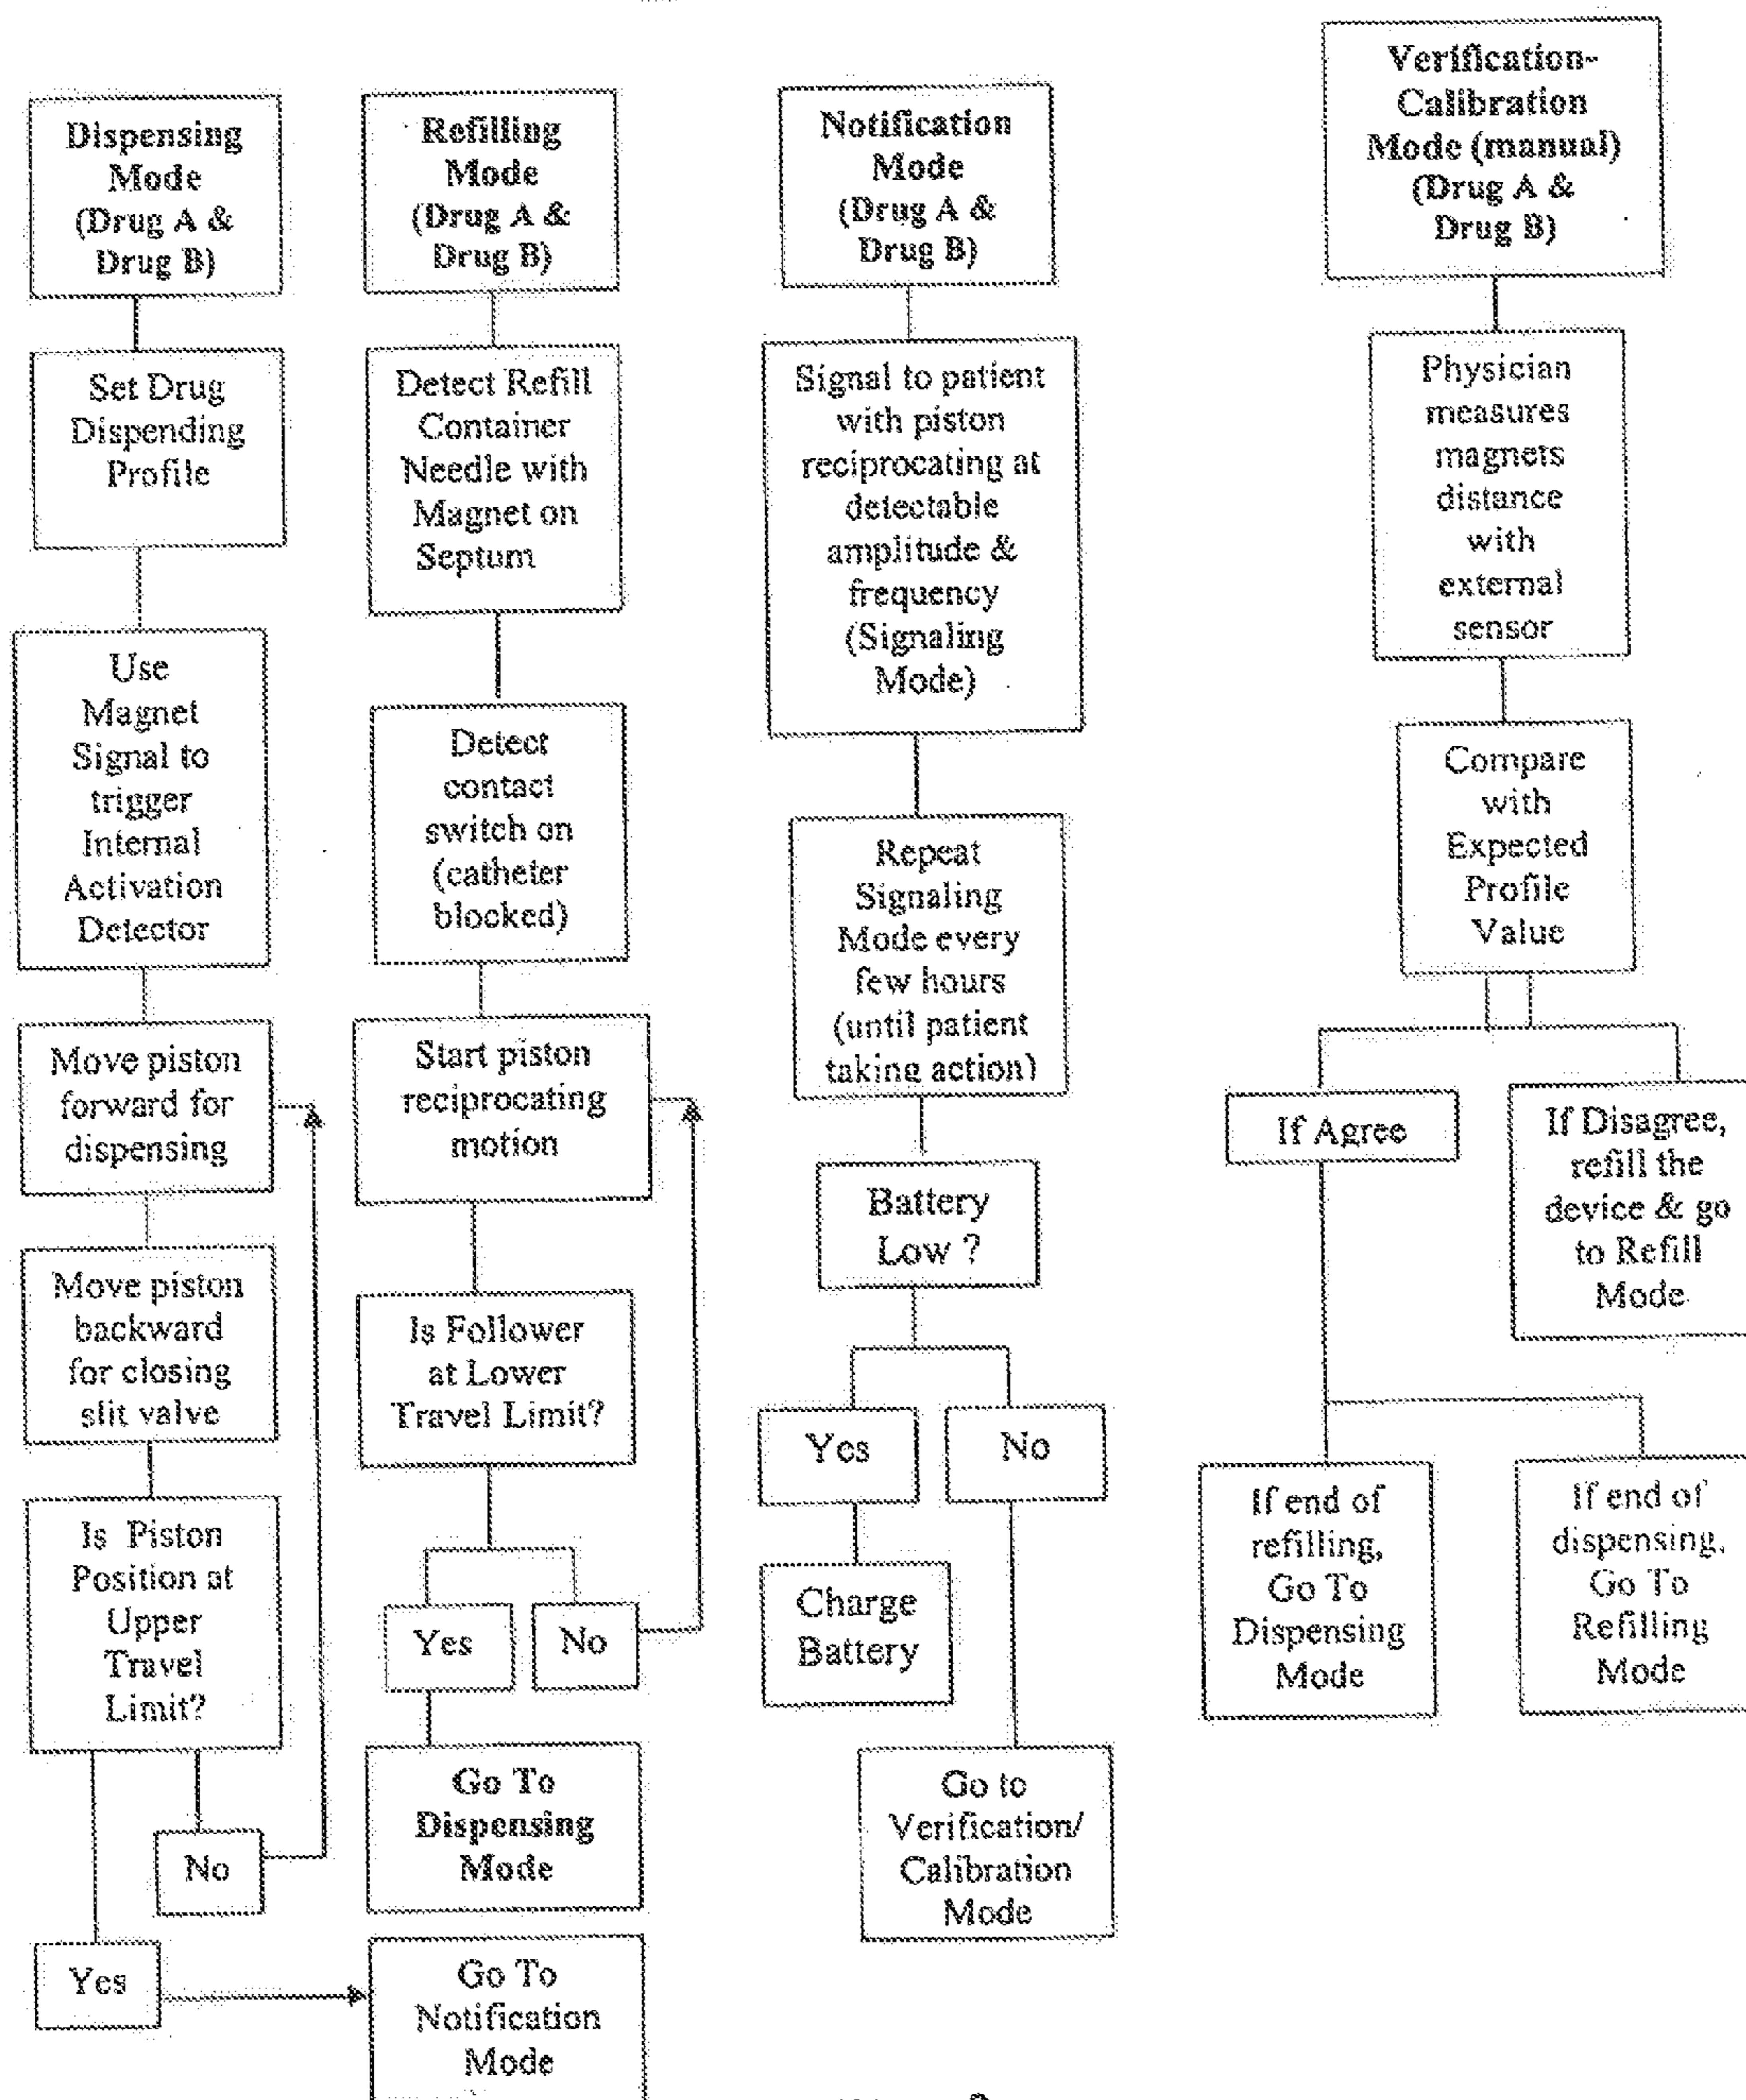 Dispensing
Mode
(Drug A &
Drug B)
Set Drug
Dispending
Profile
Use
Magnet
Signal to
trigger
Internal
Activation
Detector
Move piston
forward for
dispensing
Move piston
backward
for closing
slit valve
Is Piston
Position at
Upper
Travel
Limit?
No
Yes
Refilling
Mode
(Drug A &
Drug B)
Detect Refill
Container
Needle with
Magnet on
Septum
Detect
contact
switch on
(catheter
blocked)
Start piston
reciprocating
motion
Is Follower
at Lower
Travel Limit?
Yes
No
Go To
Dispensing
Mode
Go To
Notification
Mode
Notification
Mode
(Drug A &
Drug B)
Signal to patient
with piston
reciprocating at
detectable
amplitude &
frequency
(Signaling
Mode)
Repeat
Signaling
Mode every
few hours
(until patient
taking action)
Battery
Low ?
Yes
No
Charge
Battery
Go to
Verification/
Calibration
Mode
Verification-
Calibration
Mode (manual)
(Drug A &
Drug B)
Physician
measures
magnets
distance
with
external
sensor
Compare
with
Expected
Profile
Value
If Agree
If Disagree,
refill the
device & go
to Refill
Mode
If end of
refilling,
Go To
Dispensing
Mode
If end of
dispensing,
Go To
Refilling
Mode